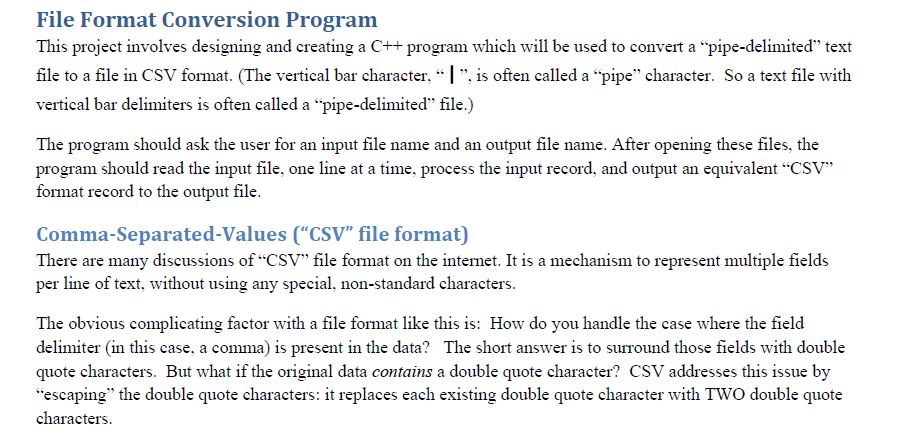 File Format Conversion Program
This project involves designing and creating a C++ program which will be used to convert a “pipe-delimited” text
file to a file in CSV format. (The vertical bar character, “ | ”, is often called a “pipe” character.  So a text file with
vertical bar delimiters is often called a “pipe-delimited” file.)
The program should ask the user for an input file name and an output file name. After opening these files, the
program should read the input file, one line at a time, process the input record, and output an equivalent “CSV”
format record to the output file.
Comma-Separated-Values (“CSV” file format)
There are many discussions of “CSV” file format on the internet. It is a mechanism to represent multiple fields
per line of text, without using any special, non-standard characters.
The obvious complicating factor with a file format like this is:  How do you handle the case where the field
delimiter (in this case, a comma) is present in the data?   The short answer is to surround those fields with double
quote characters.  But what if the original data contains a double quote character?  CSV addresses this issue by
“escaping” the double quote characters: it replaces each existing double quote character with TWO double quote
characters.